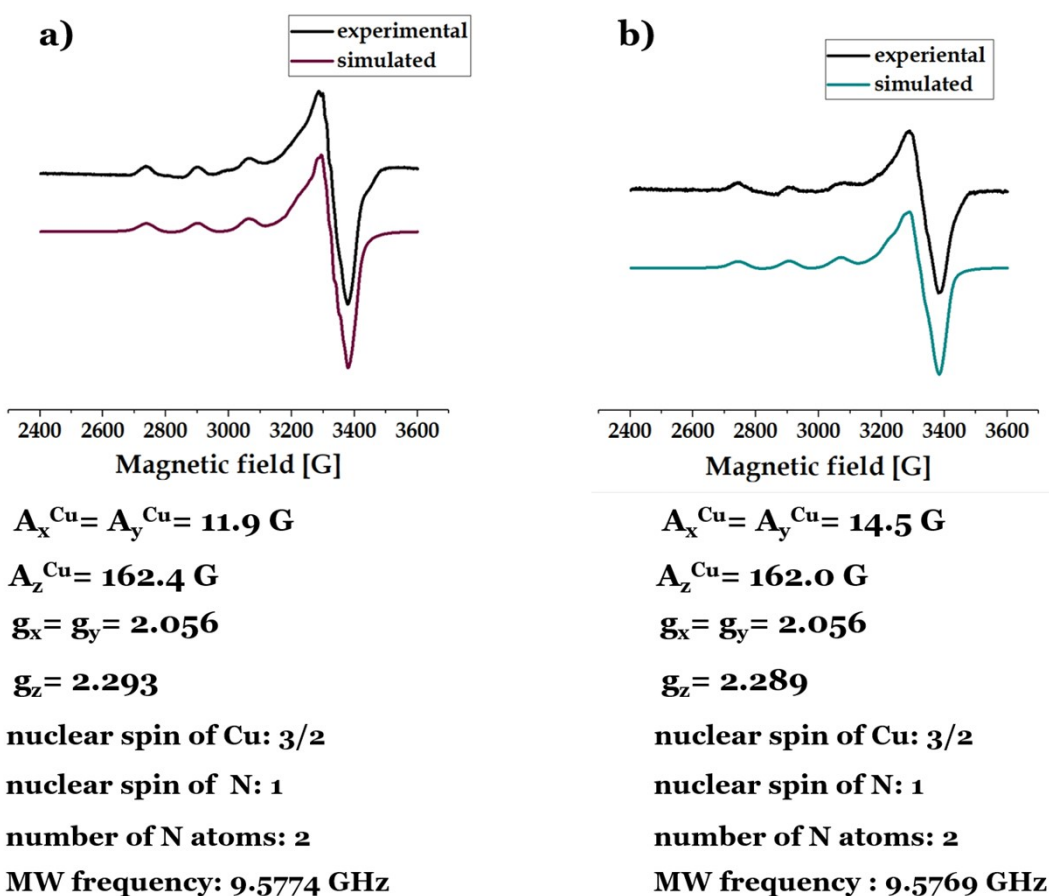 a)
experimental
simulated
2400 2600 2800 3000 3200 3400 3600
Magnetic field [G]
AxCu= AyCu= 11.9 G
AzCu= 162.4 G
gx= gy= 2.056
gz= 2.293
nuclear spin of Cu: 3/2
nuclear spin of  N: 1
number of N atoms: 2
MW frequency: 9.5774 GHz
b)
experiental
simulated
2400 2600 2800 3000 3200 3400 3600
Magnetic field [G]
AxCu= AyCu= 14.5 G
AzCu= 162.0 G
gx= gy= 2.056
gz= 2.289
nuclear spin of Cu: 3/2
nuclear spin of N: 1
number of N atoms: 2
MW frequency : 9.5769 GHz